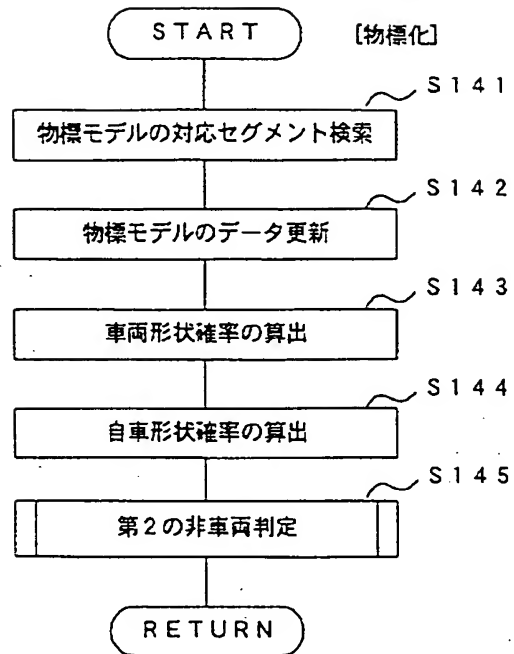 START
[物標化]
S141
物標モデルの対応セグメント検索
S142
物標モデルのデータ更新
S143
車両形状確率の算出
S144
自車形状確率の算出
S145
第2の非車両判定
RETURN